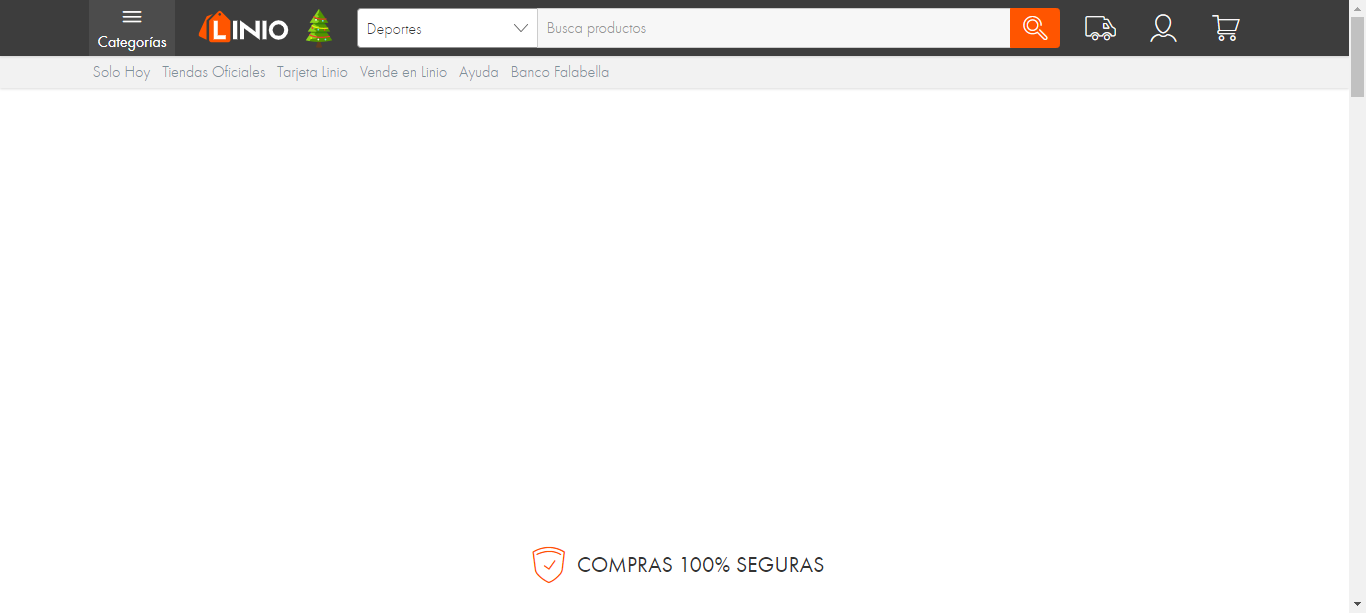 Categorías
LINIO
Deportes
Busca productos
Solo Hoy Tiendas Oficiales Tarjeta Linio Vende en Linio Ayuda Banco Falabella
COMPRAS 100% SEGURAS